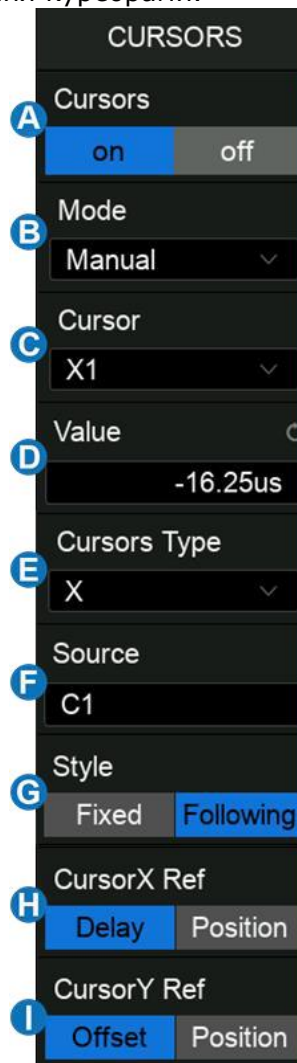 CURSORS
Cursors
A
on off
Mode
B
Manual
Cursor
C
X1
Value
D
-16.25us
Cursors Type
E
X
Source
F
C1
Style
G
Fixed Following
CursorX Ref
H
Delay Position
CursorY Ref
I
Offset Position